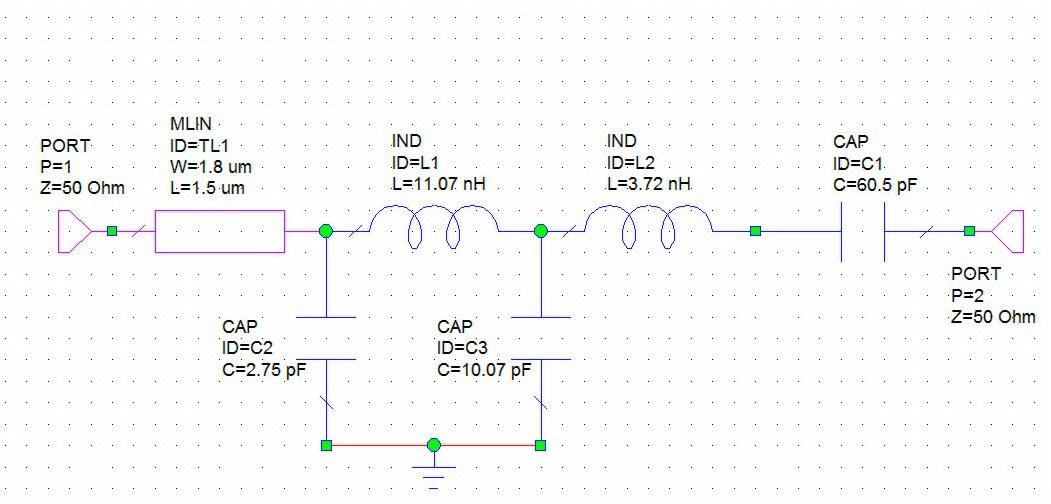 PORT
P=1
Z=50 Ohm
MLIN
ID=TL1
W=1.8 um
L=1.5 um
IND
ID=L1
L=11.07 nH
IND
ID=L2
L=3.72 nH
CAP
ID=C1
C=60.5 pF
PORT
P=2
Z=50 Ohm
CAP
ID=C2
C=2.75 pF
CAP
ID=C3
C=10.07 pF